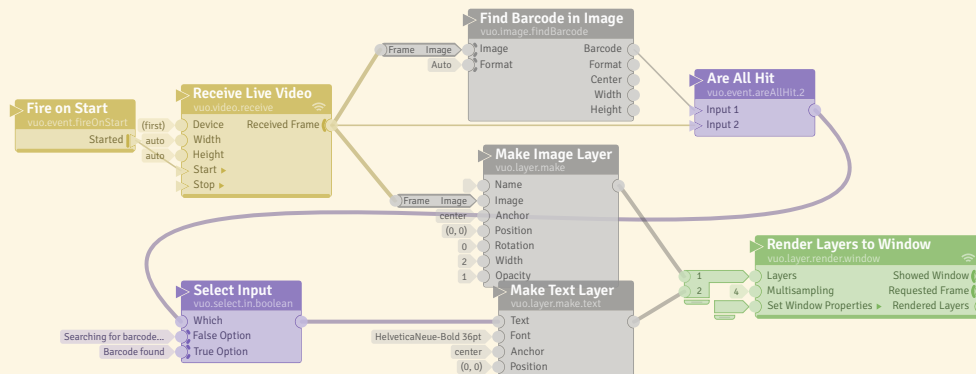 Find Barcode in Image
vuo.image.findBarcode
Frame Image
Image Barcode
Auto Format Format
Center
Width
Height
Are All Hit
vuo.event.areAllHit.2
Input 1
Input 2
Fire on Start
vuo.event.fireOnStart
Started
Receive Live Video
vuo.video.receive
(first) Device Received Frame
auto Width
auto Height
Start
Stop
Make Image Layer
vuo.layer.make
Name
Frame Image
Image
center Anchor
(0, 0) Position
0 Rotation
2 Width
1 Opacity
Render Layers to Window
vuo.layer.render.window
1 Layers Showed Window
2 4 Multisampling Requested Frame
Set Window Properties Rendered Layers
Select Input
vuo.select.in.boolean
Which
Searching for barcode... False Option
Barcode found True Option
Make Text Layer
vuo.layer.make.text
Text
HelveticaNeue-Bold 36pt Font
center Anchor
(0, 0) Position